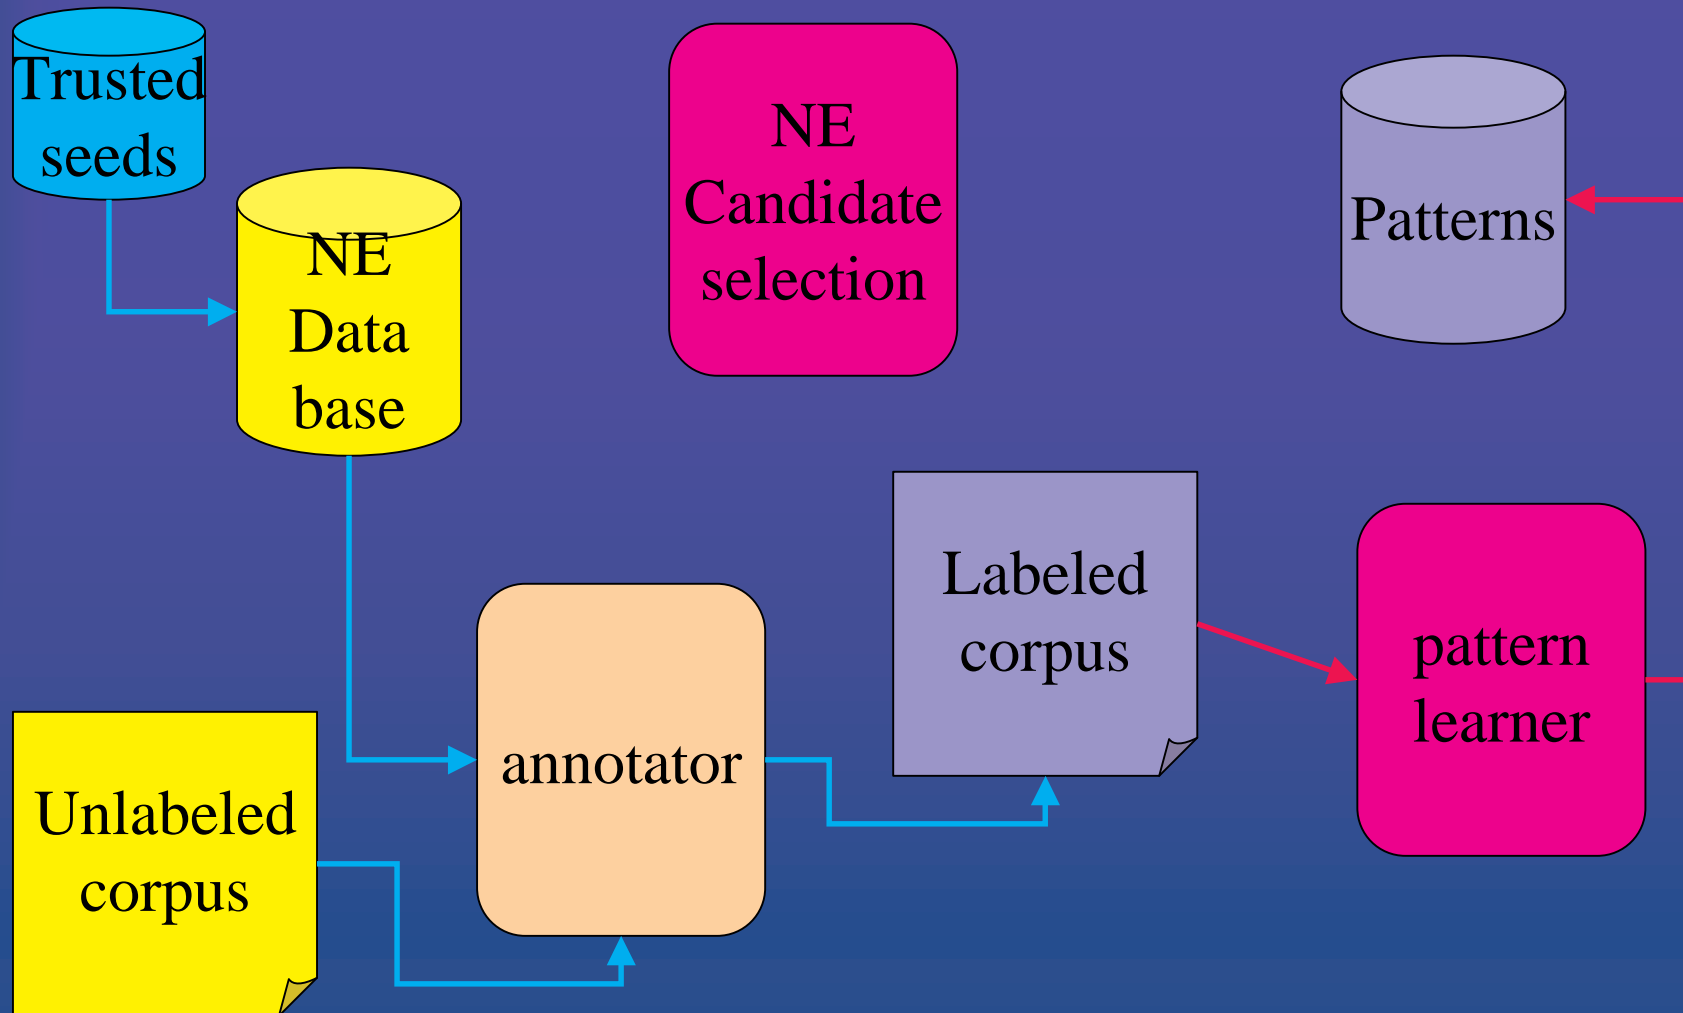 Trusted
seeds
NE
Data
base
NE
Candidate
selection
Patterns
Labeled
corpus
pattern
learner
annotator
Unlabeled
corpus